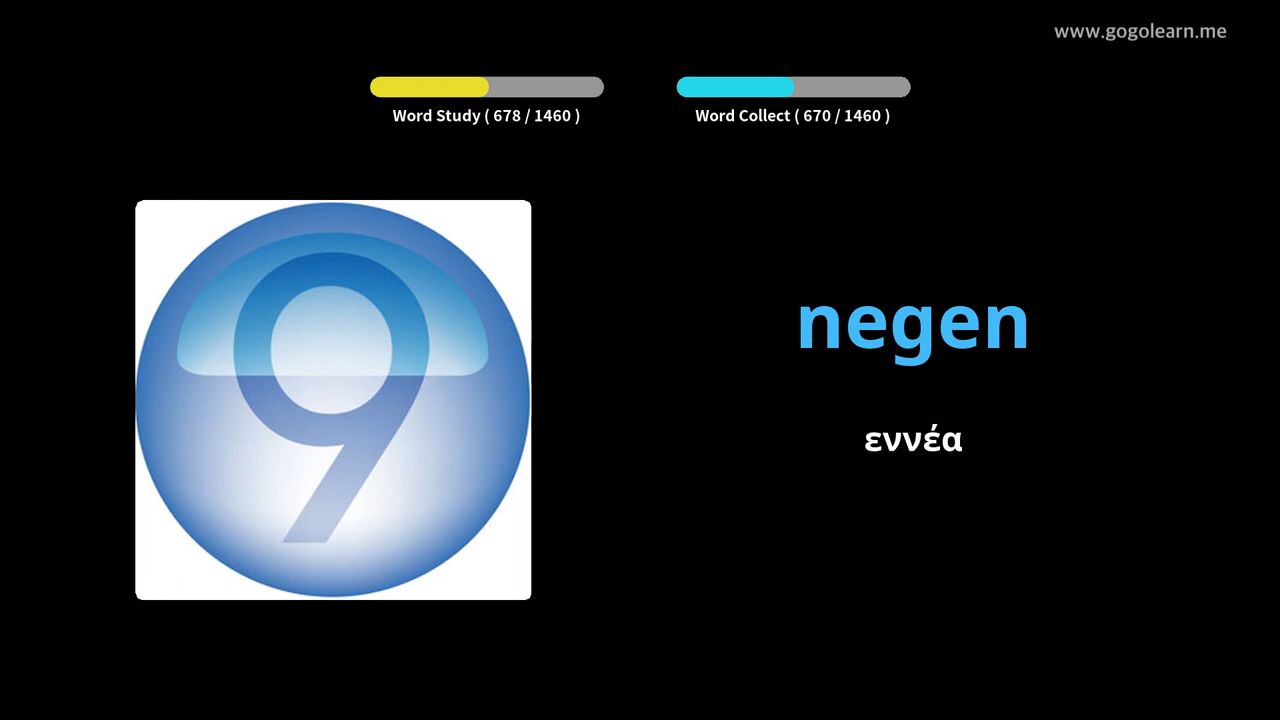 www.gogolearn.me
Word Study ( 678 / 1460 )
Word Collect ( 670 / 1460 )
9
negen
εννέα